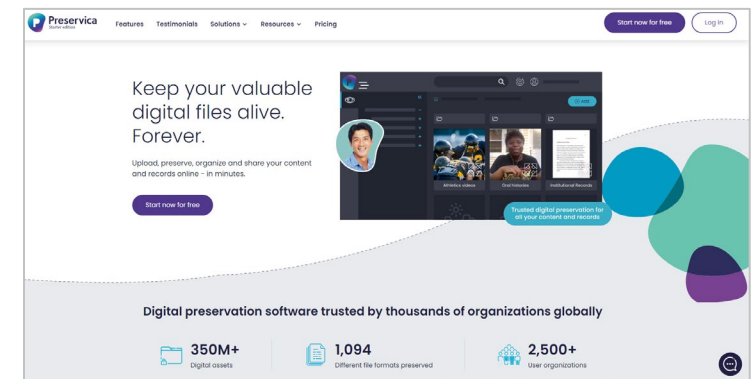 Preservica
Starter edition
Features Testimonials Solutions Resources Pricing
Start now for free
Log in
Keep your valuable
digital files alive.
Forever.
Upload, preserve, organize and share your content
and records online - in minutes.
Start now for free
ADD
Athletics videos
Oral histories
Institutional Records
Trusted digital preservation for
all your content and records
Digital preservation software trusted by thousands of organizations globally
350M+
Digital assets
1,094
Different file formats preserved
2,500+
User organizations